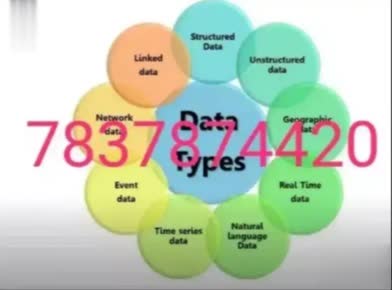 Structured
Data
Unstructured
data
Geographic
data
Real Time
data
Natural
language
Data
Time series
data
Event
data
Network
data
Linked
data
Data
Types
7837874420